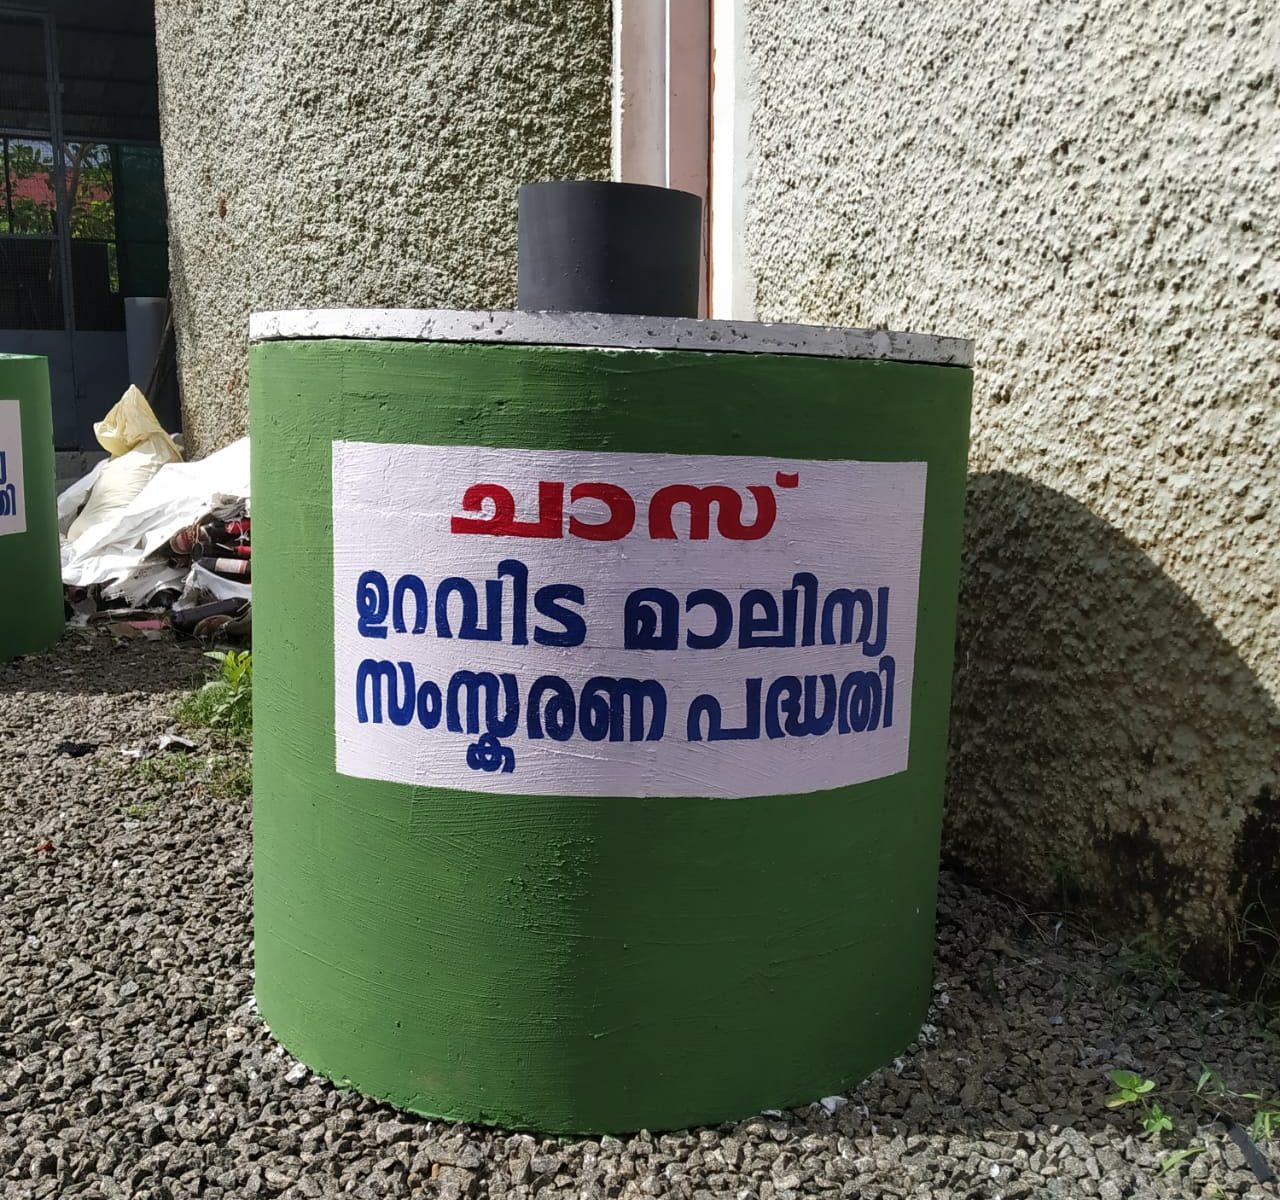 ചാസ്
ഉറവിട മാലിന്യ
സംസ്കരണ പദ്ധതി